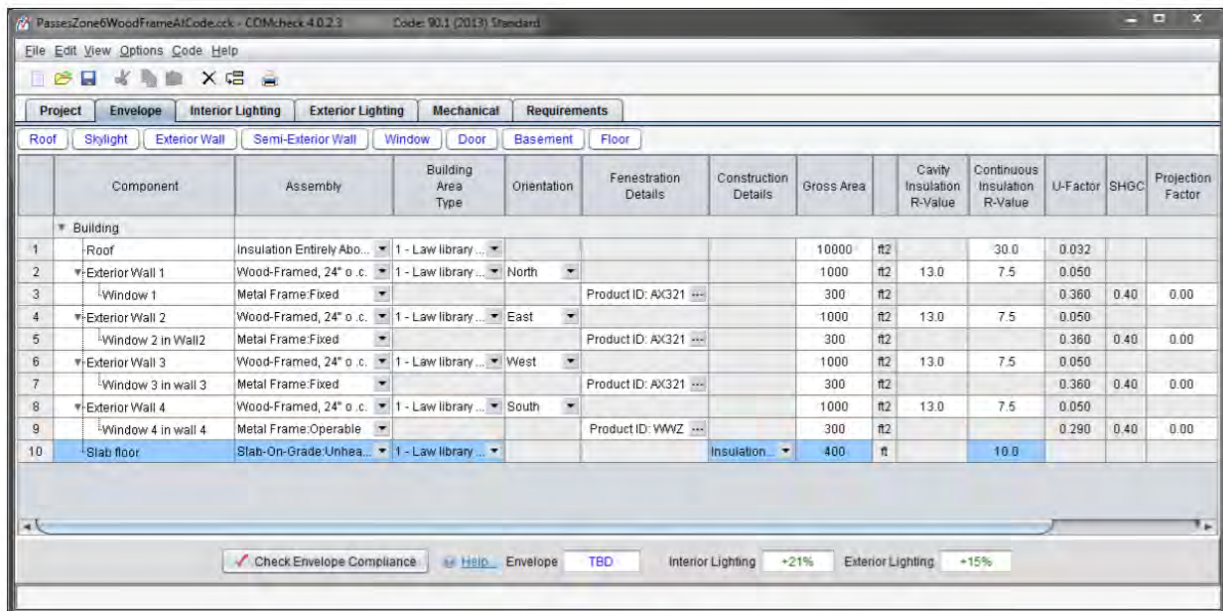 PassesZone6WoodFrameAtCode.cck - COMcheck 4.0.2.3 Code: 90.1 (2013) Standard
File Edit View Options Code Help
Project Envelope Interior Lighting Exterior Lighting Mechanical Requirements
Roof Skylight Exterior Wall Semi-Exterior Wall Window Door Basement Floor
Component Assembly Building Area Type Orientation Fenestration Details Construction Details Gross Area Cavity Insulation R-Value Continuous Insulation R-Value U-Factor SHGC Projection Factor
Building
1 Roof Insulation Entirely Abo... 1 - Law library ... 10000 ft2 30.0 0.032
2 Exterior Wall 1 Wood-Framed, 24" o .c. 1 - Law library ... North 1000 ft2 13.0 7.5 0.050
3 Window 1 Metal Frame:Fixed Product ID: AX321 ... 300 ft2 0.360 0.40 0.00
4 Exterior Wall 2 Wood-Framed, 24" o .c. 1 - Law library ... East 1000 ft2 13.0 7.5 0.050
5 Window 2 in Wall2 Metal Frame:Fixed Product ID: AX321 ... 300 ft2 0.360 0.40 0.00
6 Exterior Wall 3 Wood-Framed, 24" o .c. 1 - Law library ... West 1000 ft2 13.0 7.5 0.050
7 Window 3 in wall 3 Metal Frame:Fixed Product ID: AX321 ... 300 ft2 0.360 0.40 0.00
8 Exterior Wall 4 Wood-Framed, 24" o .c. 1 - Law library ... South 1000 ft2 13.0 7.5 0.050
9 Window 4 in wall 4 Metal Frame:Operable Product ID: WWZ ... 300 ft2 0.290 0.40 0.00
10 Slab floor Slab-On-Grade:Unhea... 1 - Law library ... Insulation... 400 ft 10.0
Check Envelope Compliance Help... Envelope TBD Interior Lighting +21% Exterior Lighting +15%